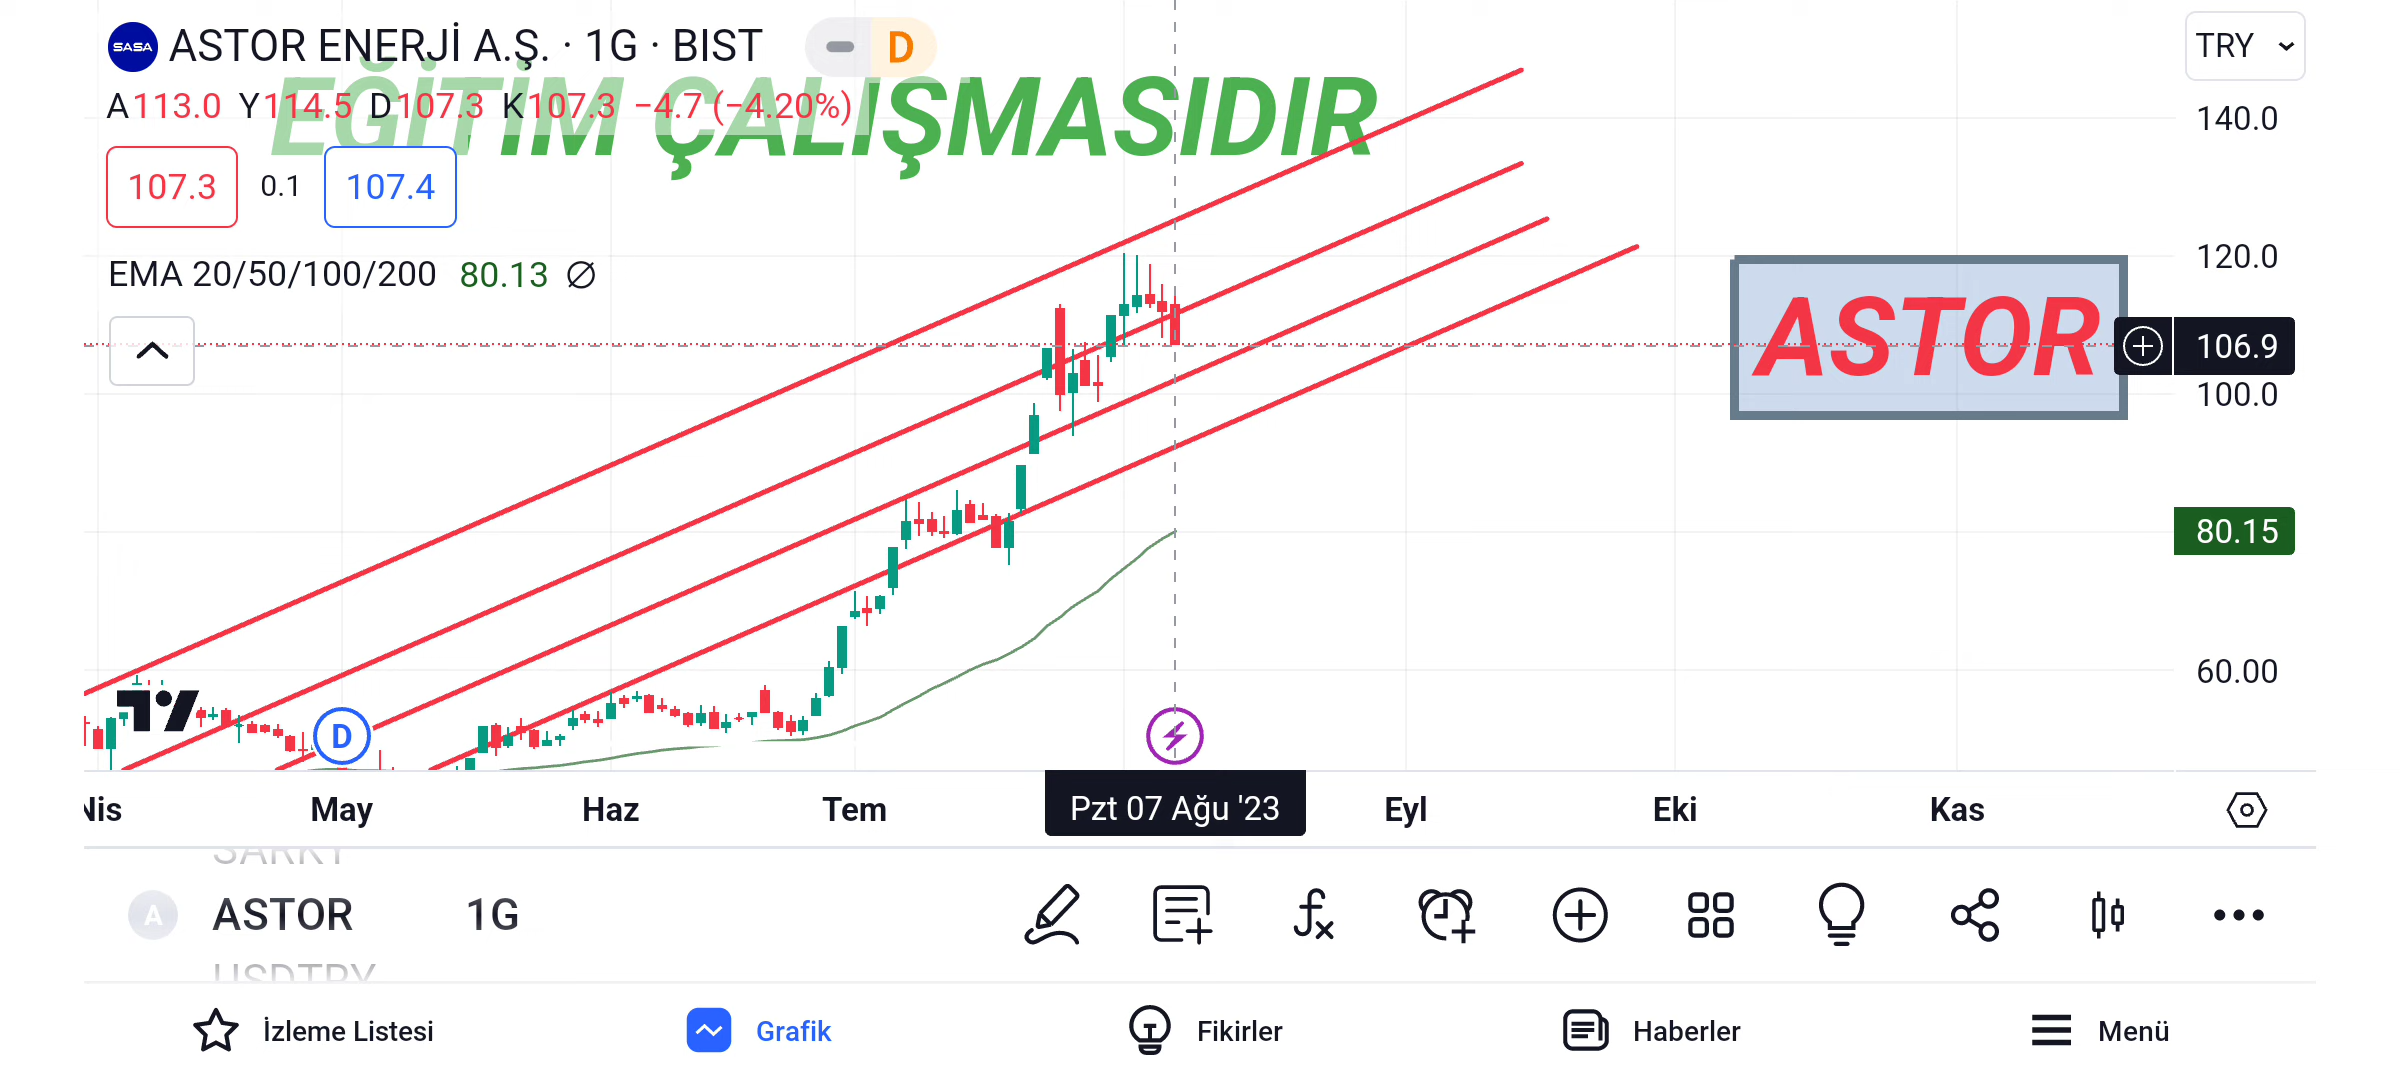 SASA ASTOR ENERJİ A.Ş. · 1G · BIST D
TRY
EĞİTİM ÇALIŞMASIDIR
A113.0 Y114.5 D107.3 K107.3 −4.7 (−4.20%)
140.0
107.3 0.1 107.4
120.0
EMA 20/50/100/200 80.13 ∅
ASTOR
106.9
100.0
80.15
60.00
D
Nis May Haz Tem Pzt 07 Ağu '23 Eyl Eki Kas
SARKY
A ASTOR 1G
USDTRY
İzleme Listesi Grafik Fikirler Haberler Menü